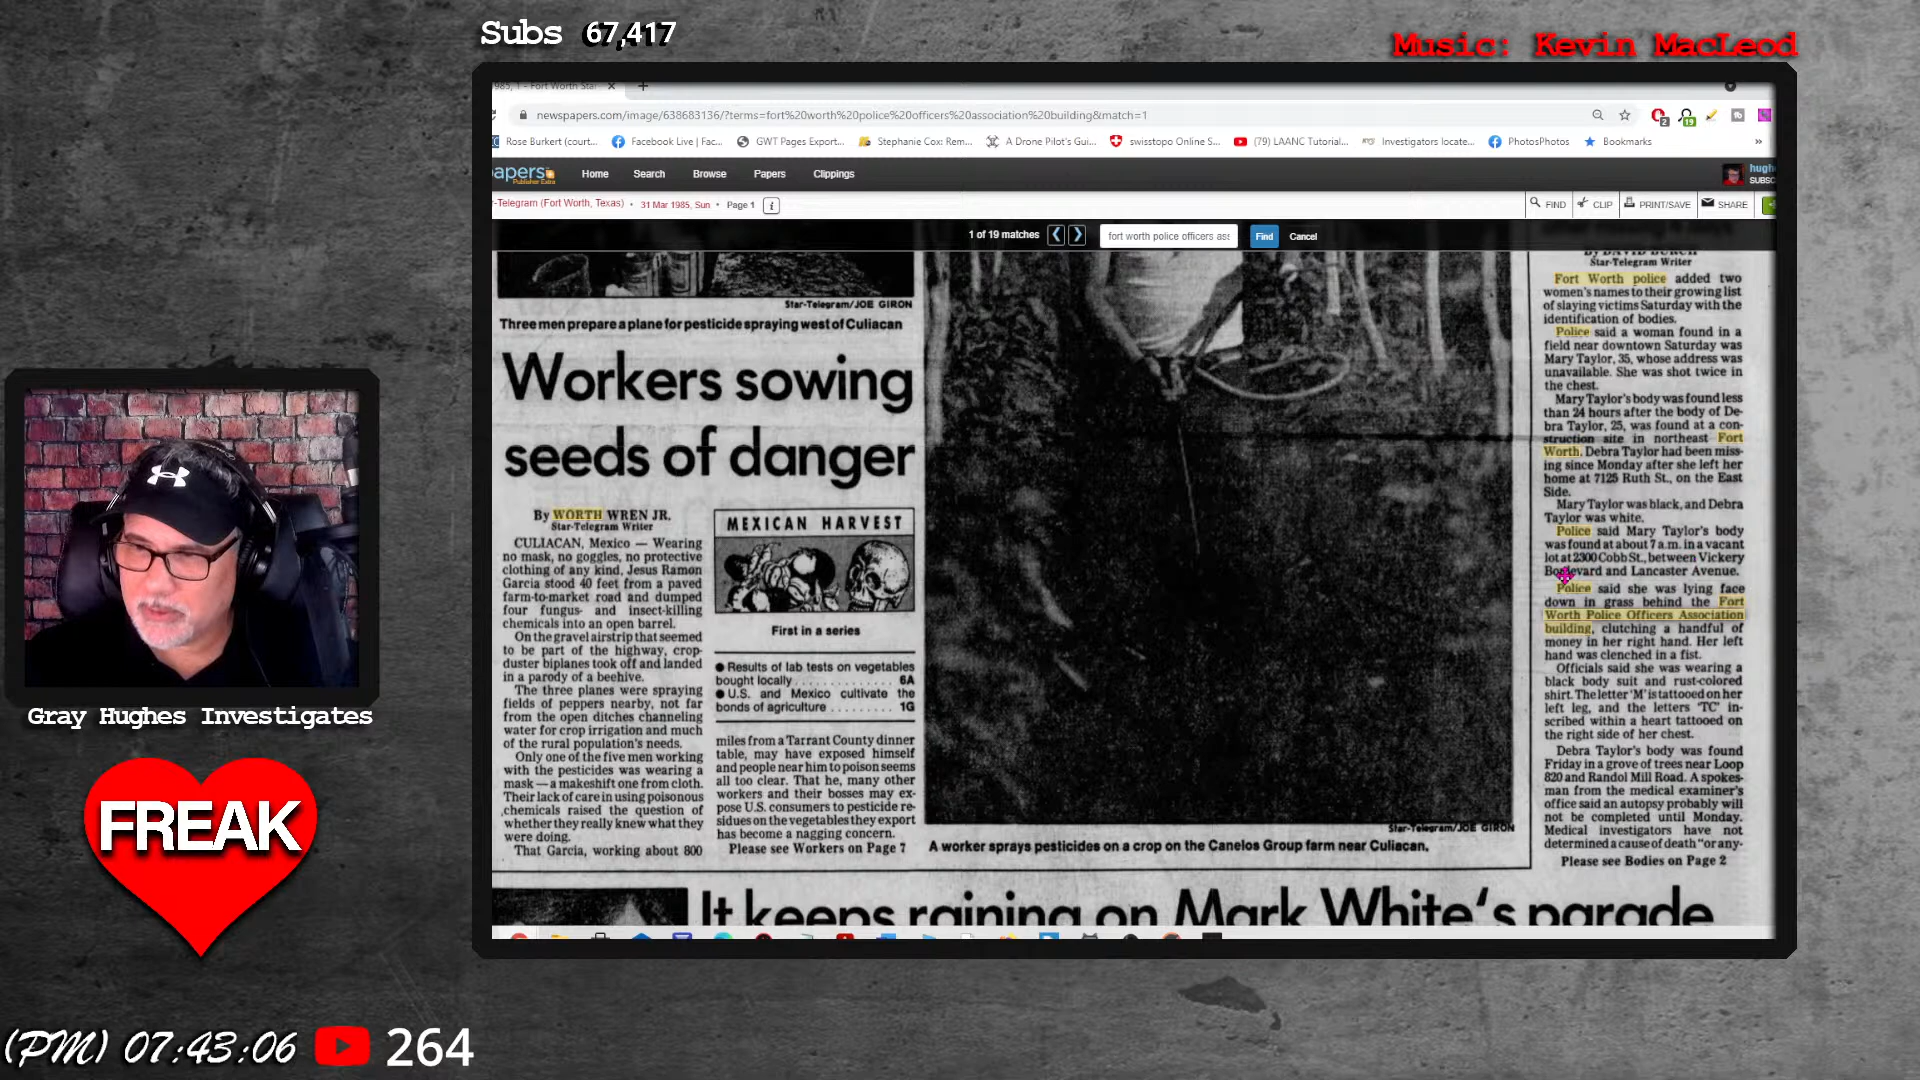 Subs 67,417
Music: Kevin MacLeod
1985, 1 - Fort Worth Star
newspapers.com/image/638683136/?terms=fort%20worth%20police%20officers%20association%20building&match=1
2
19
Rose Burkert (court...
Facebook Live | Fac...
GWT Pages Export...
Stephanie Cox: Rem...
A Drone Pilot's Gui...
swisstopo Online S...
(79) LAANC Tutorial...
Investigators locate...
PhotosPhotos
Bookmarks
»
apers
Publisher Extra
Home
Search
Browse
Papers
Clippings
hugh
SUBSC
-Telegram (Fort Worth, Texas) • 31 Mar 1985, Sun • Page 1
FIND
CLIP
PRINT/SAVE
SHARE
1 of 19 matches
fort worth police officers ass
Find
Cancel
Star-Telegram/JOE GIRON
Three men prepare a plane for pesticide spraying west of Culiacan
Workers sowing
seeds of danger
By WORTH WREN JR.
Star-Telegram Writer
CULIACAN, Mexico — Wearing
no mask, no goggles, no protective
clothing of any kind, Jesus Ramon
Garcia stood 40 feet from a paved
farm-to-market road and dumped
four fungus- and insect-killing
chemicals into an open barrel.
On the gravel airstrip that seemed
to be part of the highway, crop-
duster biplanes took off and landed
in a parody of a beehive.
The three planes were spraying
fields of peppers nearby, not far
from the open ditches channeling
water for crop irrigation and much
of the rural population's needs.
Only one of the five men working
with the pesticides was wearing a
mask — a makeshift one from cloth.
Their lack of care in using poisonous
chemicals raised the question of
whether they really knew what they
were doing.
That Garcia, working about 800
MEXICAN HARVEST
First in a series
● Results of lab tests on vegetables
bought locally . . . . . . . . . . . . . . 6A
● U.S. and Mexico cultivate the
bonds of agriculture . . . . . . . . . 1G
miles from a Tarrant County dinner
table, may have exposed himself
and people near him to poison seems
all too clear. That he, many other
workers and their bosses may ex-
pose U.S. consumers to pesticide re-
sidues on the vegetables they export
has become a nagging concern.
Please see Workers on Page 7
Star-Telegram/JOE GIRON
A worker sprays pesticides on a crop on the Canelos Group farm near Culiacan.
By DAVID BURCH
Star-Telegram Writer
Fort Worth police added two
women's names to their growing list
of slaying victims Saturday with the
identification of bodies.
Police said a woman found in a
field near downtown Saturday was
Mary Taylor, 35, whose address was
unavailable. She was shot twice in
the chest.
Mary Taylor's body was found less
than 24 hours after the body of De-
bra Taylor, 25, was found at a con-
struction site in northeast Fort
Worth. Debra Taylor had been miss-
ing since Monday after she left her
home at 7125 Ruth St., on the East
Side.
Mary Taylor was black, and Debra
Taylor was white.
Police said Mary Taylor's body
was found at about 7 a.m. in a vacant
lot at 2300 Cobb St., between Vickery
Boulevard and Lancaster Avenue.
Police said she was lying face
down in grass behind the Fort
Worth Police Officers Association
building, clutching a handful of
money in her right hand. Her left
hand was clenched in a fist.
Officials said she was wearing a
black body suit and rust-colored
shirt. The letter 'M' is tattooed on her
left leg, and the letters 'TC' in-
scribed within a heart tattooed on
the right side of her chest.
Debra Taylor's body was found
Friday in a grove of trees near Loop
820 and Randol Mill Road. A spokes-
man from the medical examiner's
office said an autopsy probably will
not be completed until Monday.
Medical investigators have not
determined a cause of death "or any-
Please see Bodies on Page 2
It keeps raining on Mark White's parade
Gray Hughes Investigates
FREAK
(PM) 07:43:06
264